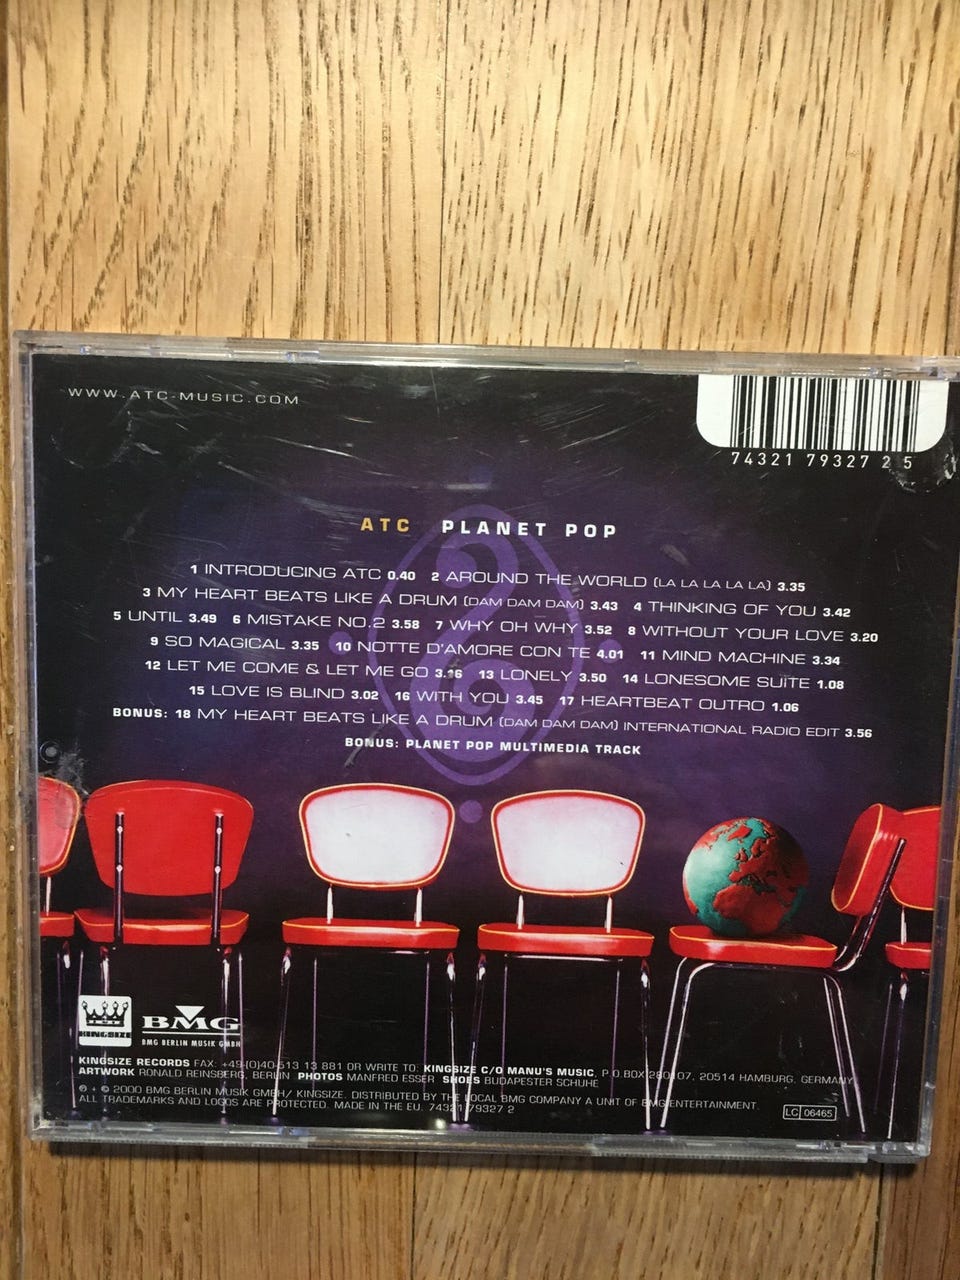 WWW.ATC-MUSIC.COM
74321 79327 2 5
ATC PLANET POP
1 INTRODUCING ATC 0.40 2 AROUND THE WORLD (LA LA LA LA LA) 3.35
3 MY HEART BEATS LIKE A DRUM (DAM DAM DAM) 3.43 4 THINKING OF YOU 3.42
5 UNTIL 3.49 6 MISTAKE NO.2 3.58 7 WHY OH WHY 3.52 8 WITHOUT YOUR LOVE 3.20
9 SO MAGICAL 3.35 10 NOTTE D'AMORE CON TE 4.01 11 MIND MACHINE 3.34
12 LET ME COME & LET ME GO 3.16 13 LONELY 3.50 14 LONESOME SUITE 1.08
15 LOVE IS BLIND 3.02 16 WITH YOU 3.45 17 HEARTBEAT OUTRO 1.06
BONUS: 18 MY HEART BEATS LIKE A DRUM (DAM DAM DAM) INTERNATIONAL RADIO EDIT 3.56
BONUS: PLANET POP MULTIMEDIA TRACK
KINGSIZE
BMG
BMG BERLIN MUSIK GMBH
KINGSIZE RECORDS FAX: +49-(0)40-513 13 881 OR WRITE TO: KINGSIZE C/O MANU'S MUSIC, P.O.BOX 280107, 20514 HAMBURG, GERMANY
ARTWORK RONALD REINSBERG, BERLIN PHOTOS MANFRED ESSER SHOES BUDAPESTER SCHUHE
℗ + © 2000 BMG BERLIN MUSIK GMBH/ KINGSIZE. DISTRIBUTED BY THE LOCAL BMG COMPANY A UNIT OF BMG ENTERTAINMENT.
ALL TRADEMARKS AND LOGOS ARE PROTECTED. MADE IN THE EU. 74321 79327 2
LC 06465